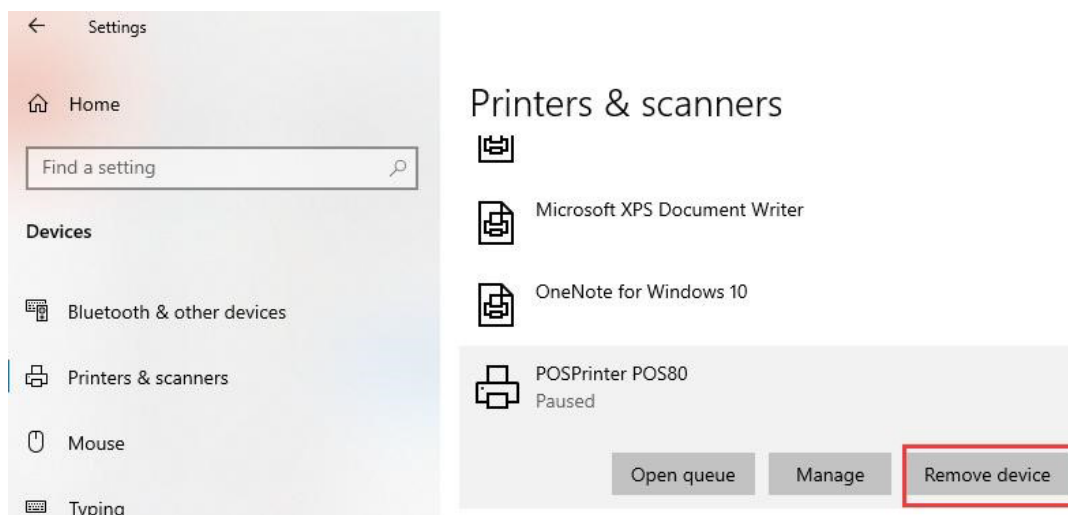 Settings
Home
Find a setting
Devices
Bluetooth & other devices
Printers & scanners
Mouse
Typing
Printers & scanners
Microsoft XPS Document Writer
OneNote for Windows 10
POSPrinter POS80
Paused
Open queue
Manage
Remove device